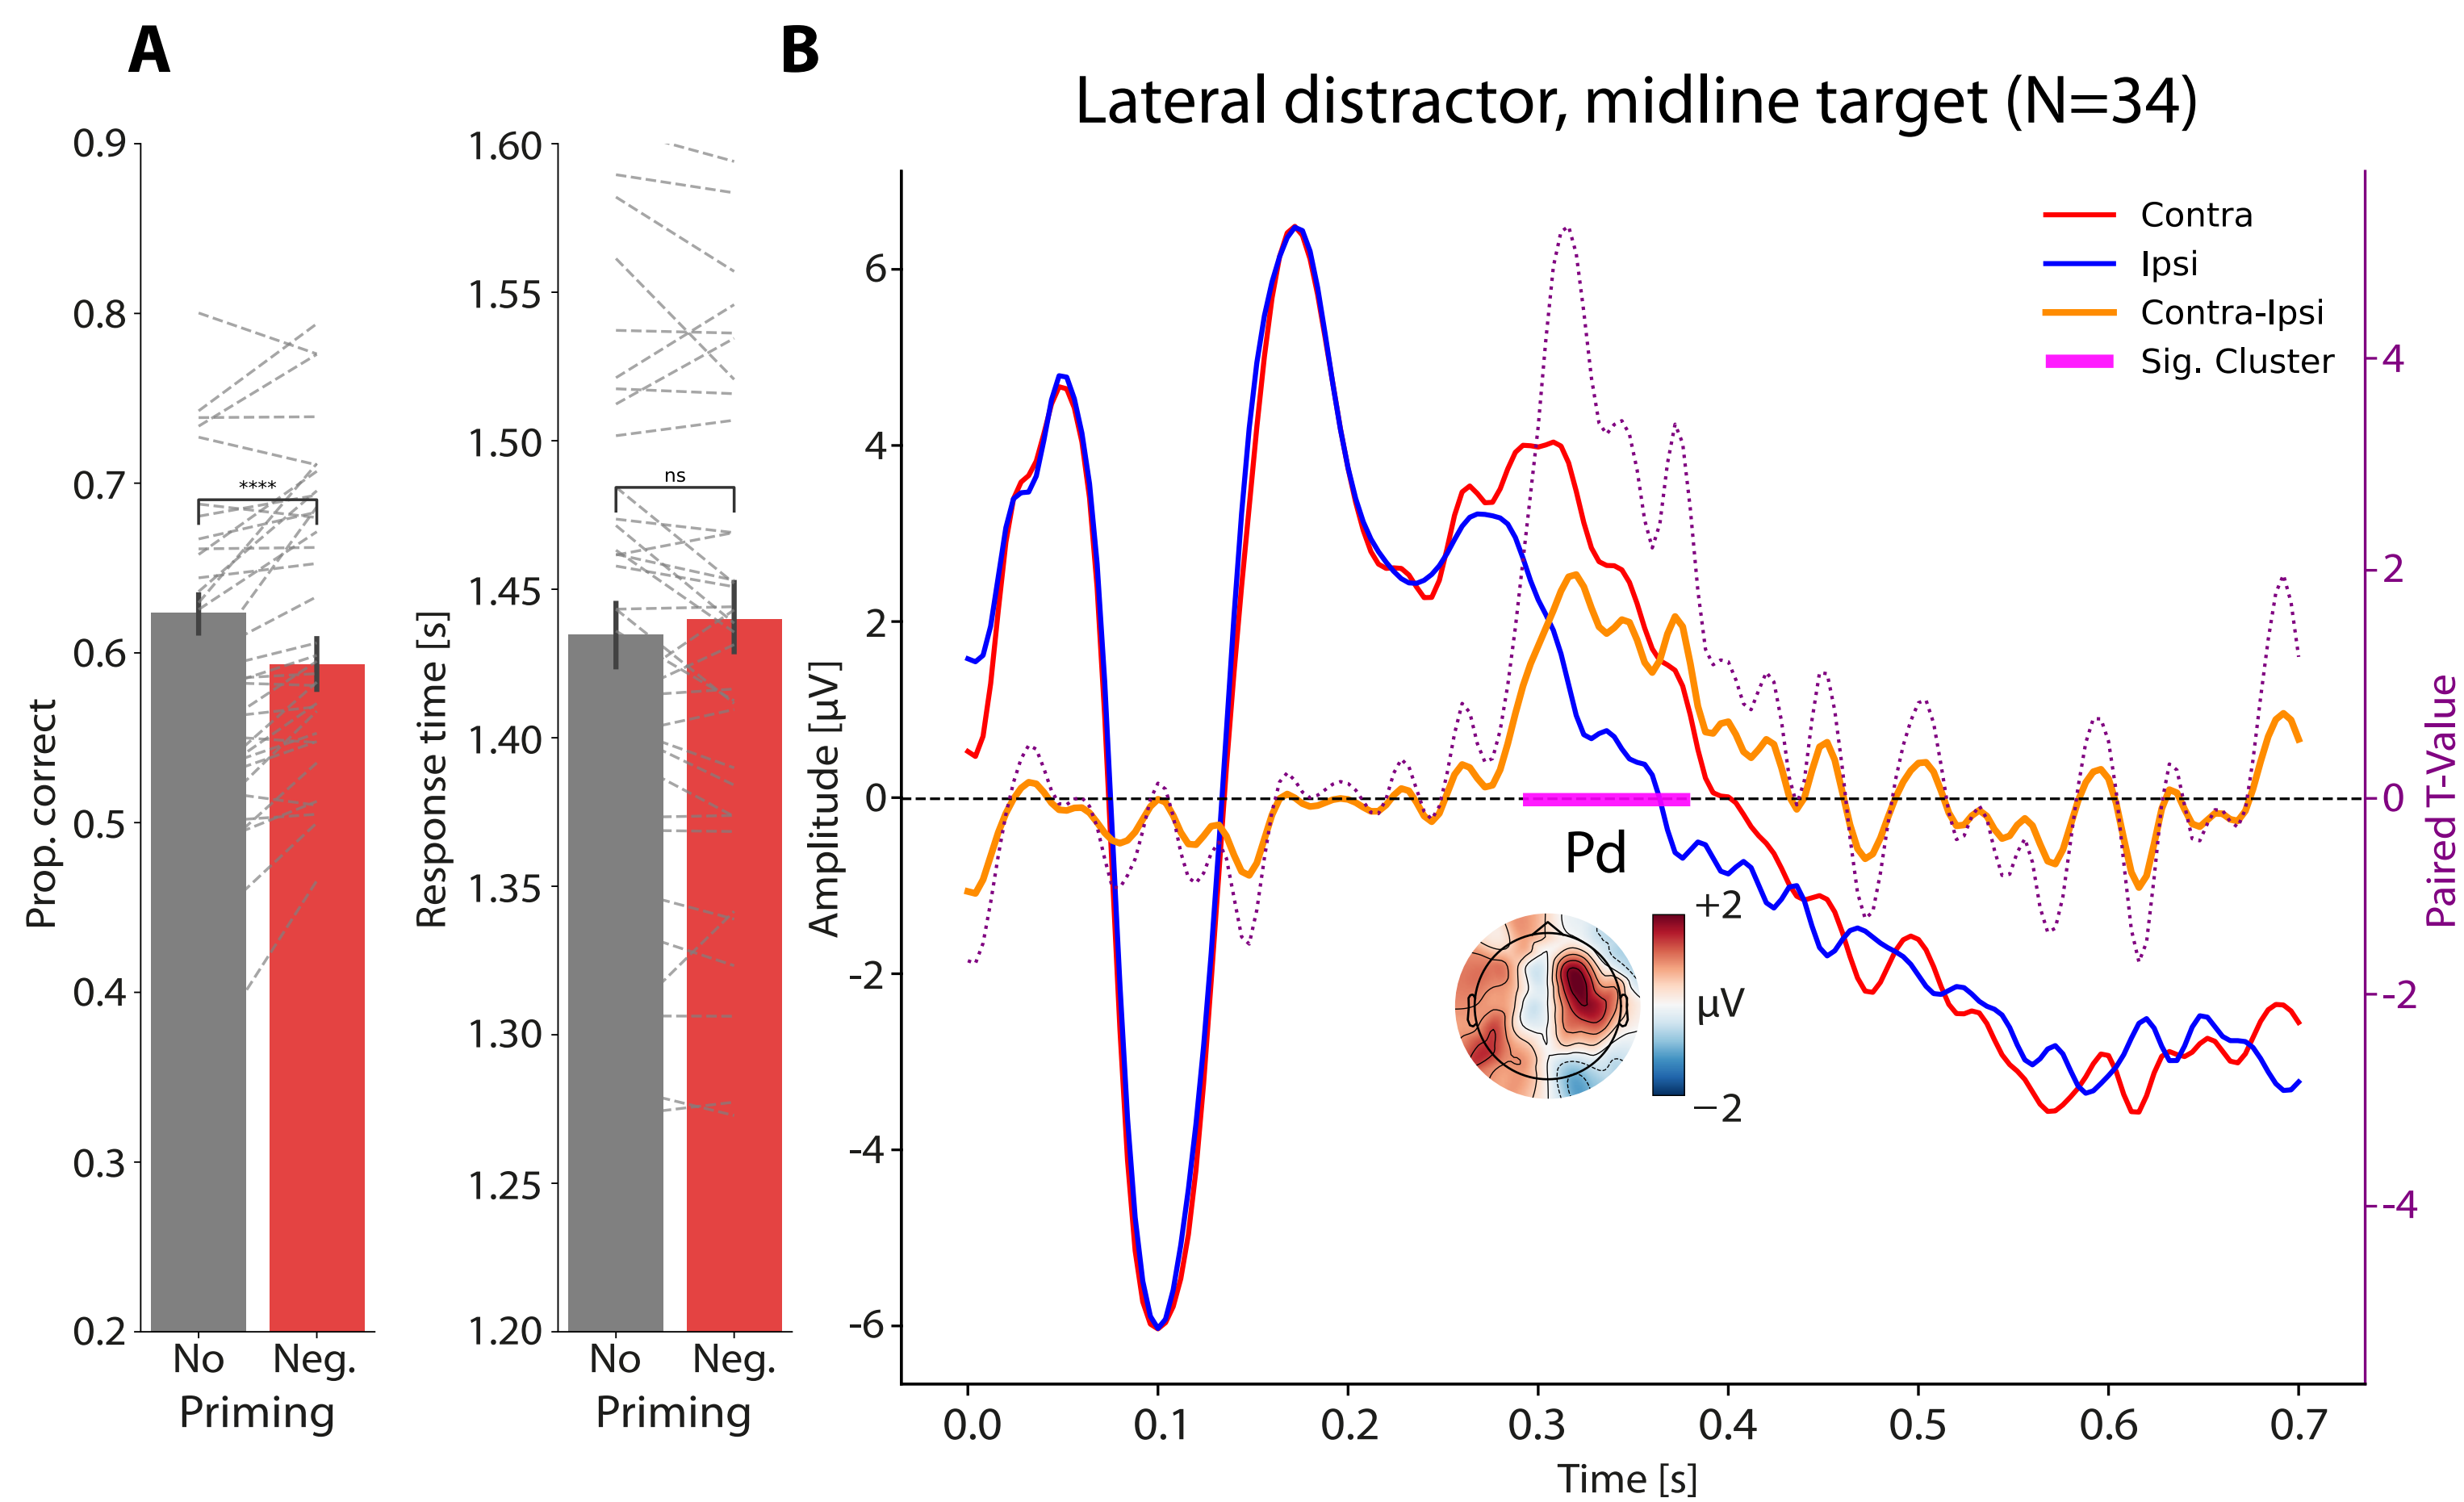 A
0.9
0.8
0.7
0.6
0.5
0.4
0.3
0.2
Prop. correct
****
No
Neg.
Priming
1.60
1.55
1.50
1.45
1.40
1.35
1.30
1.25
1.20
Response time [s]
ns
No
Neg.
Priming
B
Lateral distractor, midline target (N=34)
6
4
2
0
-2
-4
-6
Amplitude [µV]
Contra
Ipsi
Contra-Ipsi
Sig. Cluster
Pd
+2
µV
−2
4
2
0
-2
-4
Paired T-Value
0.0
0.1
0.2
0.3
0.4
0.5
0.6
0.7
Time [s]